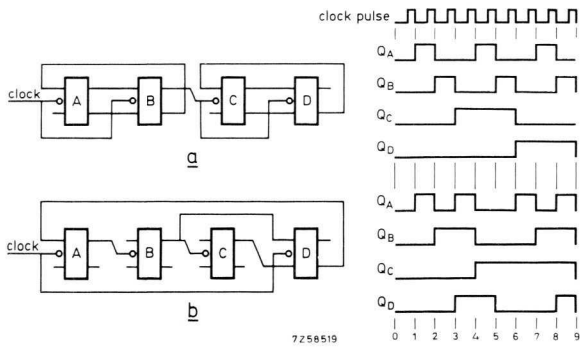 clock pulse
Q_A
Q_B
Q_C
Q_D
clock
A
B
C
D
a
Q_A
Q_B
Q_C
Q_D
clock
A
B
C
D
b
7Z58519
0 1 2 3 4 5 6 7 8 9